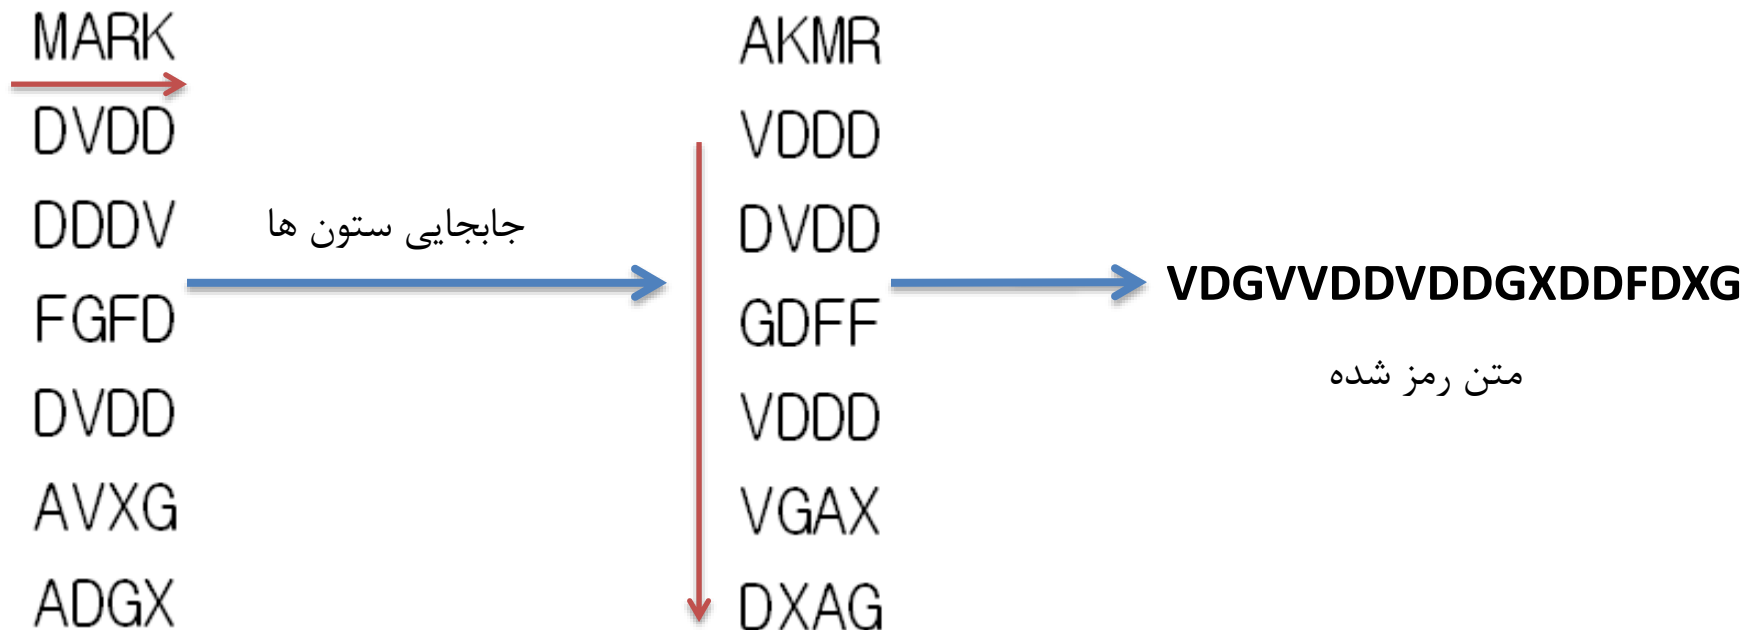 MARK
DVDD
DDDV
FGFD
DVDD
AVXG
ADGX
جابجایی ستون ها
AKMR
VDDD
DVDD
GDFF
VDDD
VGAX
DXAG
VDGVVDDVDDGXDDFDXG
متن رمز شده